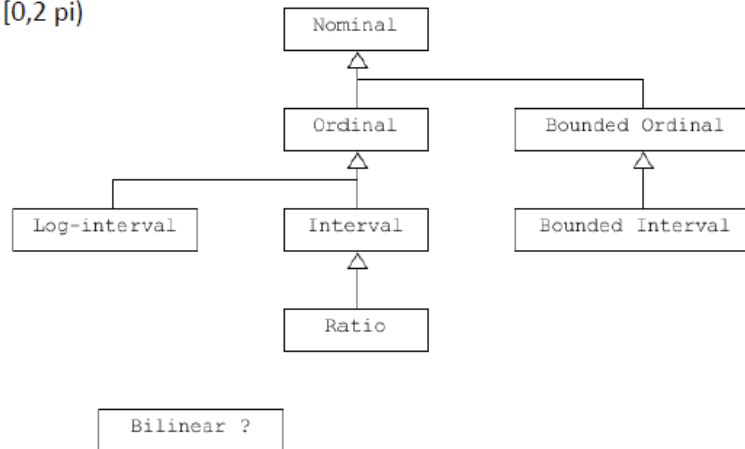 [0,2 pi)
Nominal
Ordinal
Bounded Ordinal
Log-interval
Interval
Bounded Interval
Ratio
Bilinear ?